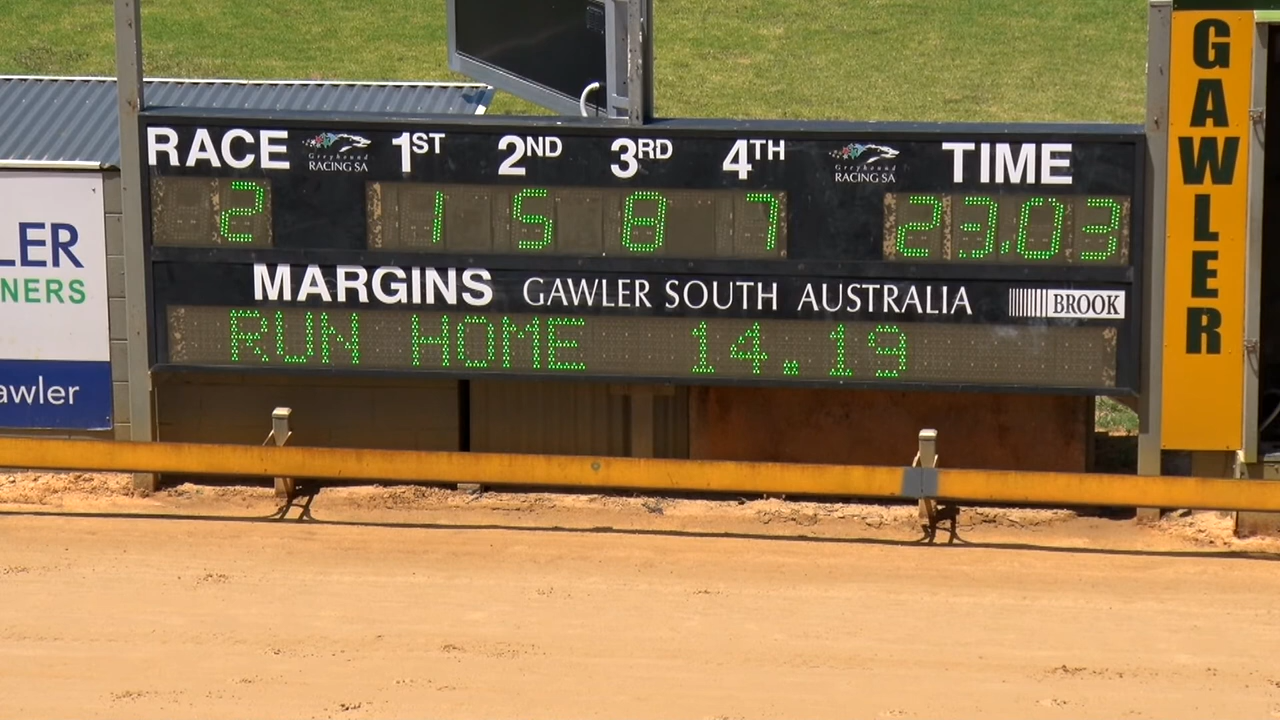 RACE Greyhound RACING SA 1ST 2ND 3RD 4TH Greyhound RACING SA TIME
2 1 5 8 7 23.03
MARGINS GAWLER SOUTH AUSTRALIA BROOK
RUN HOME 14.19
GAWLER
LER
NERS
awler